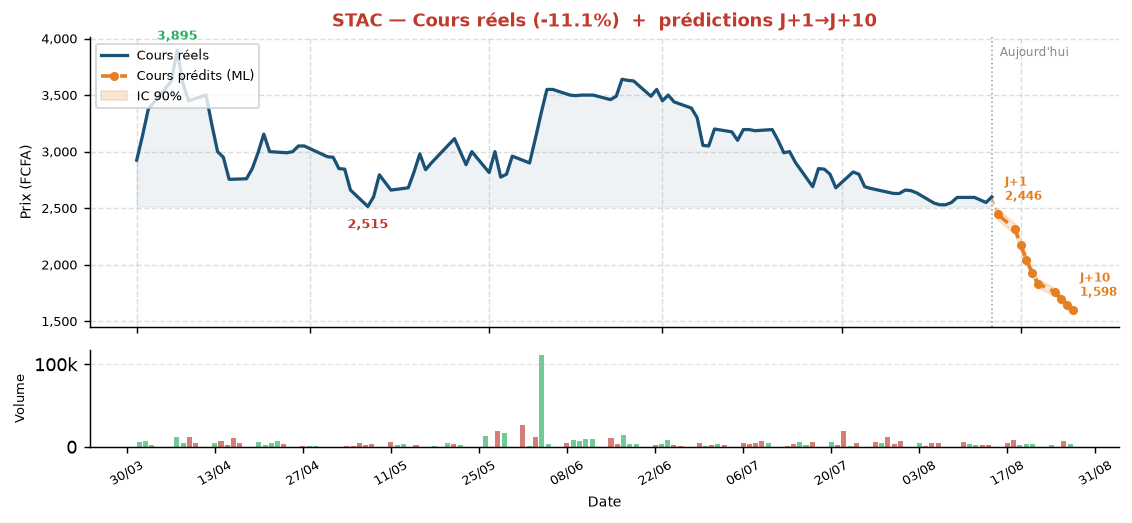 STAC — Cours réels (-11.1%)  +  prédictions J+1→J+10
3,895
Cours réels
Cours prédits (ML)
IC 90%
Aujourd'hui
4,000
3,500
3,000
2,500
2,000
1,500
Prix (FCFA)
2,515
J+1
2,446
J+10
1,598
100k
0
Volume
30/03
13/04
27/04
11/05
25/05
08/06
22/06
06/07
20/07
03/08
17/08
31/08
Date